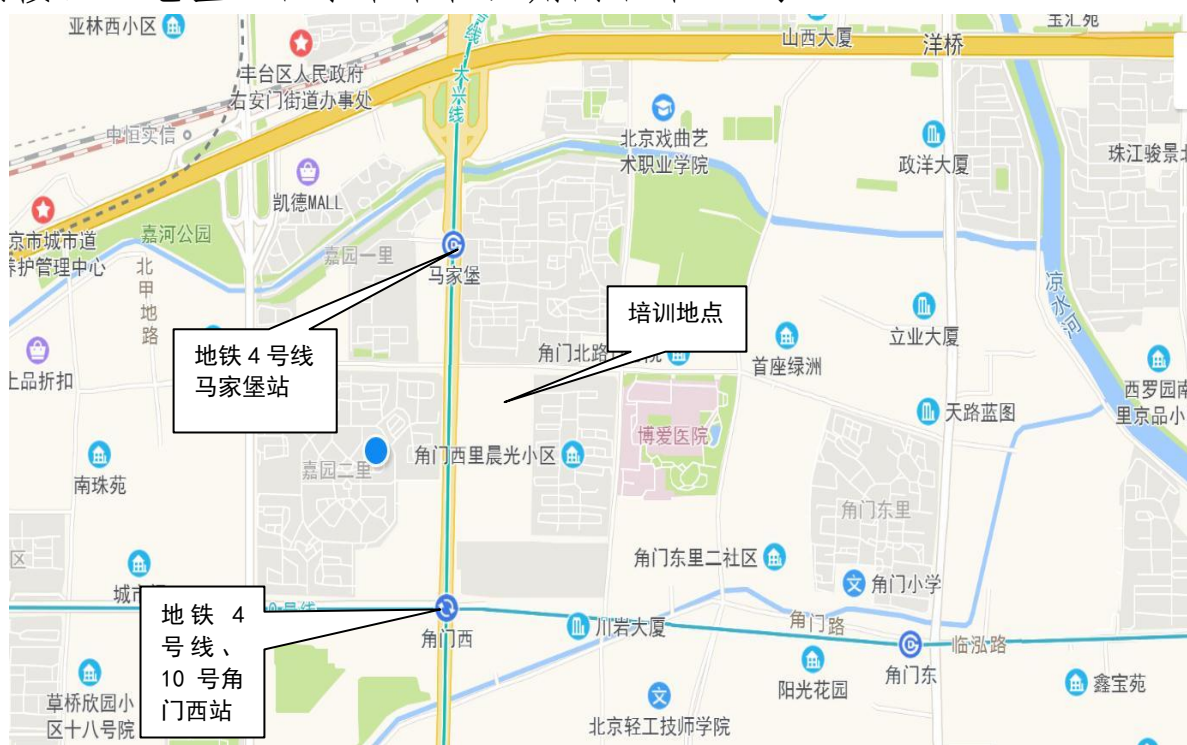 亚林西小区
丰台区人民政府
右安门街道办事处
号线
大兴线
山西大厦
洋桥
宝汇苑
中恒实信
凯德MALL
北京戏曲艺
术职业学院
政洋大厦
珠江骏景北
京市城市道
养护管理中心
嘉河公园
北甲地路
嘉园一里
马家堡
凉水河
培训地点
地铁 4 号线
马家堡站
立业大厦
角门北路
院
首座绿洲
上品折扣
西罗园南
里京品小
天路蓝图
博爱医院
角门西里晨光小区
嘉园二里
南珠苑
角门东里
区
角门东里二社区
角门小学
城市
号线
地铁 4
号线、
10 号角
门西站
角门西
川岩大厦
角门路
临泓路
角门东
阳光花园
鑫宝苑
草桥欣园小
区十八号院
北京轻工技师学院